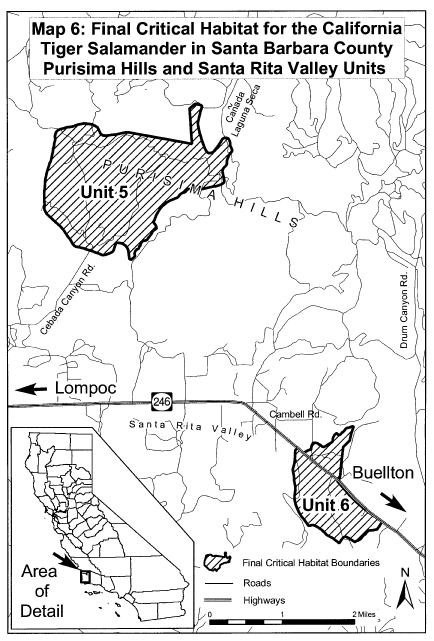 Map 6: Final Critical Habitat for the California
Tiger Salamander in Santa Barbara County
Purisima Hills and Santa Rita Valley Units
Cañada
Laguna Seca
PURISIMA HILLS
Unit 5
Cebada Canyon Rd.
Drum Canyon Rd.
Lompoc
246
Cambell Rd.
Santa Rita Valley
Buellton
Unit 6
Area
of
Detail
Final Critical Habitat Boundaries
Roads
Highways
N
0 1 2 Miles